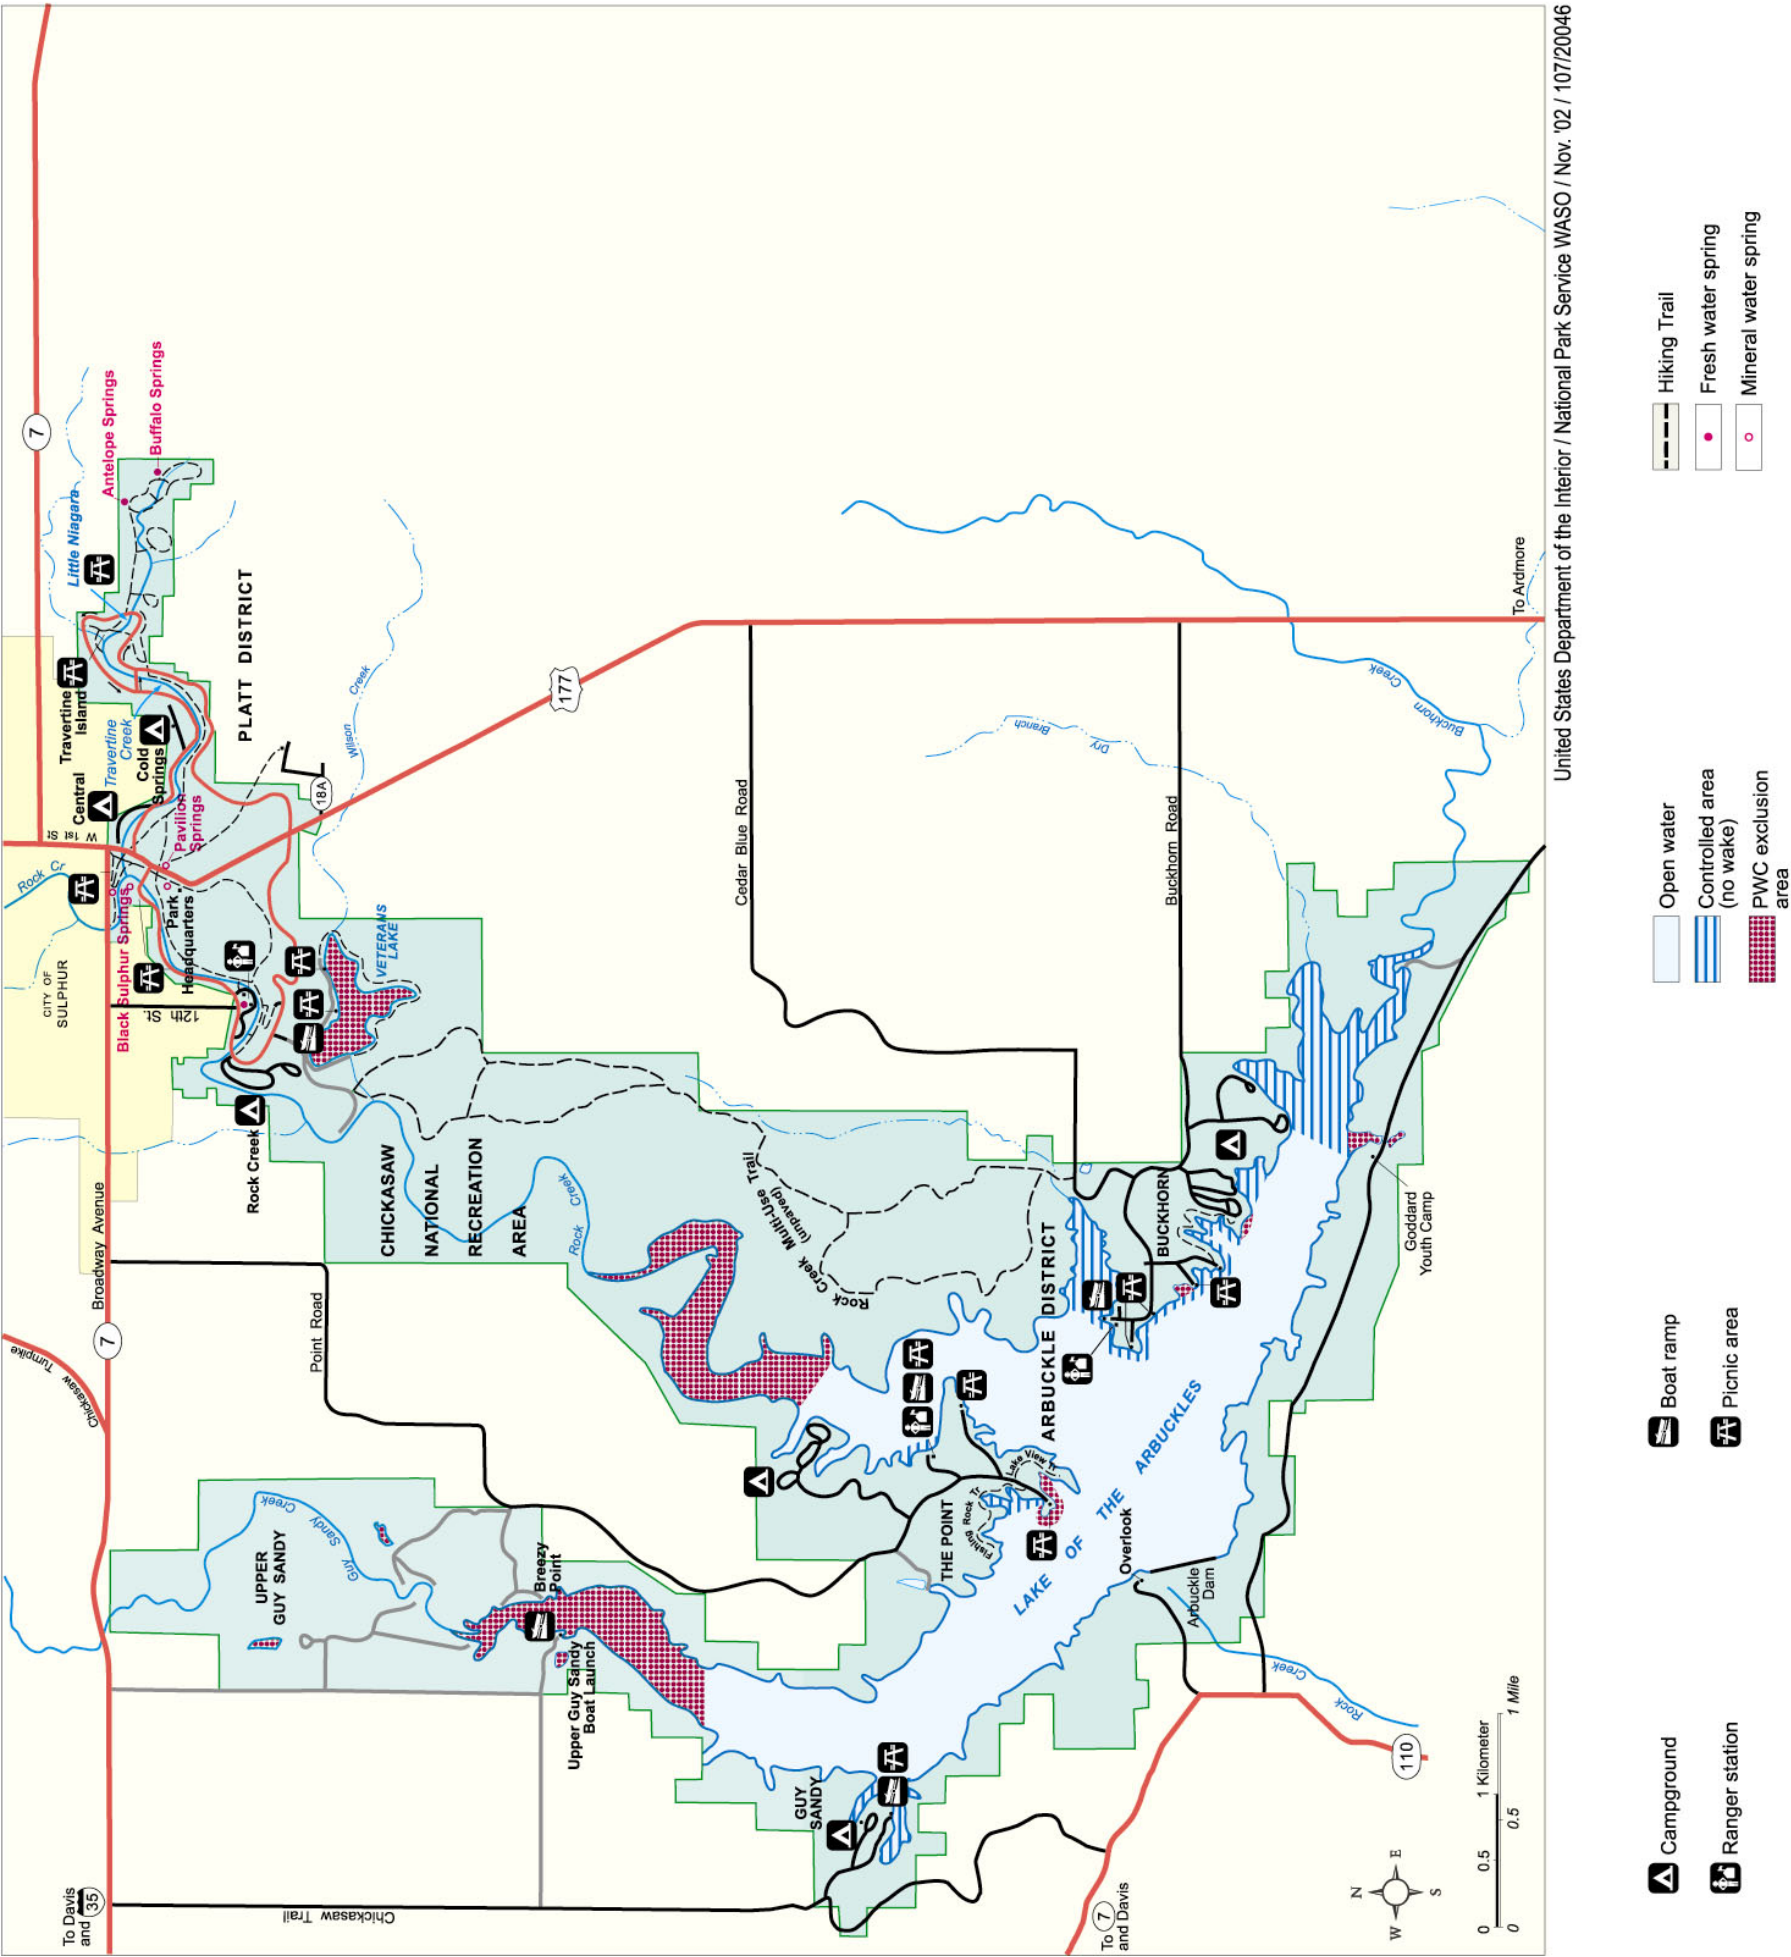 7
Antelope Springs
Buffalo Springs
Little Niagara
PLATT DISTRICT
Travertine
Island
Travertine
Creek
Cold
Springs
Central
W 1st St
Pavilion
Springs
Rock Cr
Black Sulphur Springs
Park
Headquarters
CITY OF
SULPHUR
12th St.
18A
177
Wilson
Creek
VETERANS
LAKE
Rock Creek
Broadway Avenue
7
Chickasaw
Turnpike
Point Road
CHICKASAW
NATIONAL
RECREATION
AREA
Rock
Creek
Rock Creek Multi-Use Trail
(unpaved)
Cedar Blue Road
Buckhorn Road
Dry
Branch
Buckhorn
Creek
To Ardmore
UPPER
GUY SANDY
Guy Sandy
Creek
Breezy
Point
Upper Guy Sandy
Boat Launch
THE POINT
Fishing Rock Tr
Lake View Tr
ARBUCKLE DISTRICT
BUCKHORN
LAKE OF THE ARBUCKLES
Overlook
Arbuckle
Dam
Goddard
Youth Camp
Rock
Creek
GUY
SANDY
Chickasaw Trail
To Davis
and
35
To
7
and Davis
110
N
W
E
S
0
0.5
1 Kilometer
0
0.5
1 Mile
United States Department of the Interior / National Park Service WASO / Nov. '02 / 107/20046
Campground
Ranger station
Boat ramp
Picnic area
Open water
Controlled area
(no wake)
PWC exclusion
area
Hiking Trail
Fresh water spring
Mineral water spring